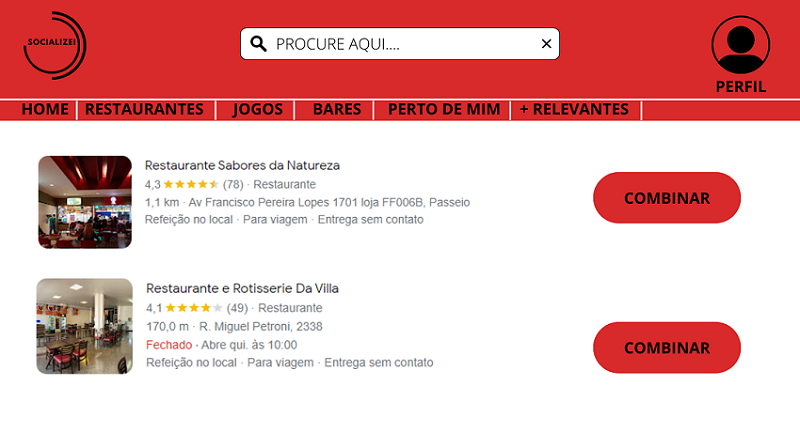 SOCIALIZEI
PROCURE AQUI....
PERFIL
HOME RESTAURANTES JOGOS BARES PERTO DE MIM + RELEVANTES
Restaurante Sabores da Natureza
4,3 (78) · Restaurante
1,1 km · Av Francisco Pereira Lopes 1701 loja FF006B, Passeio
Refeição no local · Para viagem · Entrega sem contato
COMBINAR
Restaurante e Rotisserie Da Villa
4,1 (49) · Restaurante
170,0 m · R. Miguel Petroni, 2338
Fechado · Abre qui. às 10:00
Refeição no local · Para viagem · Entrega sem contato
COMBINAR